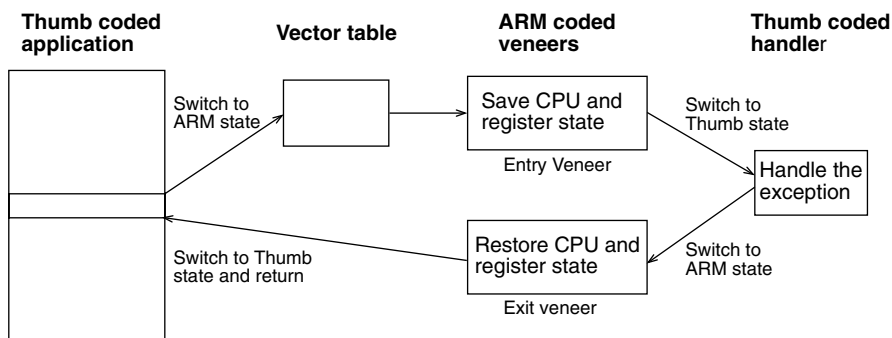 Thumb coded
application
Vector table
ARM coded
veneers
Thumb coded
handler
Switch to
ARM state
Save CPU and
register state
Entry Veneer
Switch to
Thumb state
Handle the
exception
Switch to
ARM state
Restore CPU and
register state
Exit veneer
Switch to Thumb
state and return